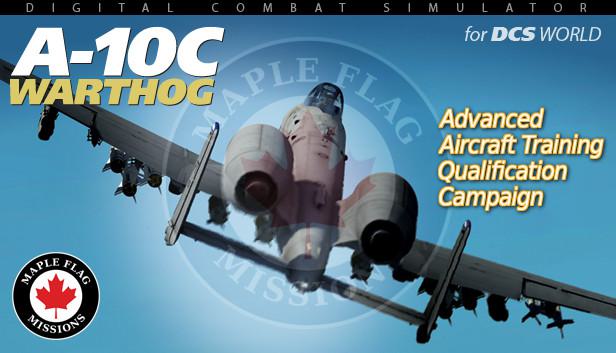 DIGITAL COMBAT SIMULATOR
A-10C
WARTHOG
for DCS WORLD
MAPLE FLAG
MISSIONS
Advanced
Aircraft Training
Qualification
Campaign
MAPLE FLAG
MISSIONS